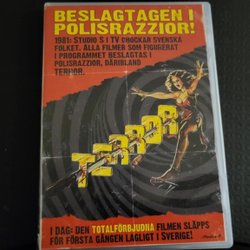 BESLAGTAGEN I
POLISRAZZIOR!
1981: STUDIO S I TV CHOCKAR SVENSKA
FOLKET. ALLA FILMER SOM FIGURERAT
I PROGRAMMET BESLAGTAS I
POLISRAZZIOR, DÄRIBLAND
TERROR.
TERROR
I DAG: DEN TOTALFÖRBJUDNA FILMEN SLÄPPS
FÖR FÖRSTA GÅNGEN LAGLIGT I SVERIGE!